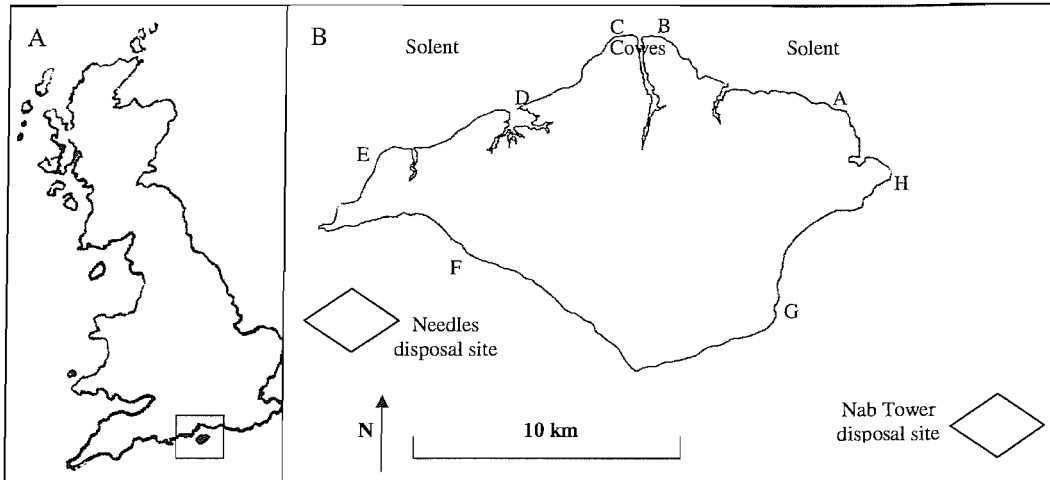 A
B
Solent
C
B
Cowes
Solent
D
A
E
H
F
G
Needles
disposal site
Nab Tower
disposal site
N
10 km